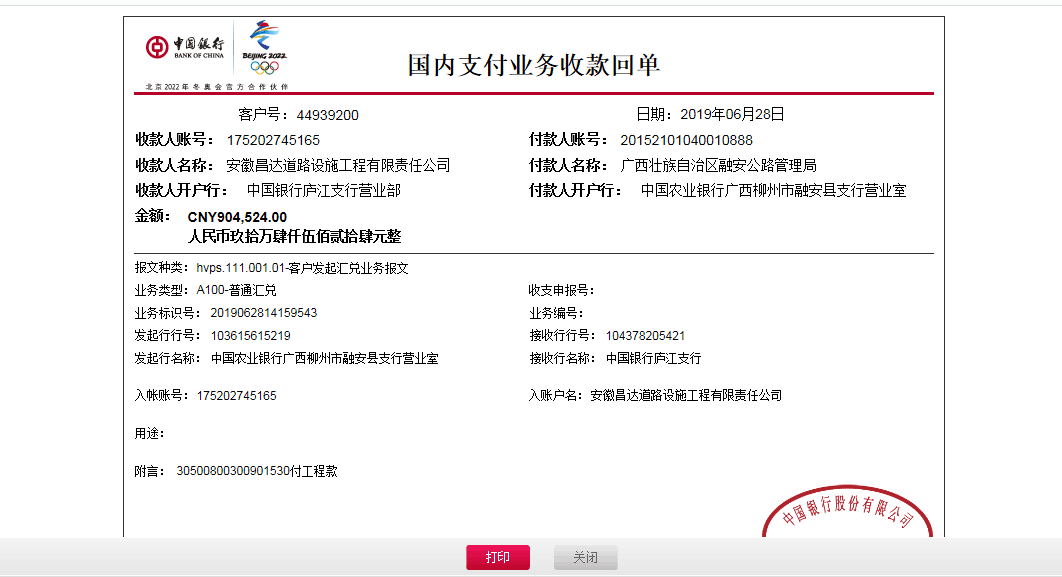 中国银行
BANK OF CHINA
BEIJING 2022
北京2022年冬奥会官方合作伙伴
国内支付业务收款回单
客户号：44939200 日期：2019年06月28日
收款人账号：175202745165 付款人账号：20152101040010888
收款人名称：安徽昌达道路设施工程有限责任公司 付款人名称：广西壮族自治区融安公路管理局
收款人开户行：中国银行庐江支行营业部 付款人开户行：中国农业银行广西柳州市融安县支行营业室
金额：CNY904,524.00
人民币玖拾万肆仟伍佰贰拾肆元整
报文种类：hvps.111.001.01-客户发起汇兑业务报文
业务类型：A100-普通汇兑 收支申报号：
业务标识号：2019062814159543 业务编号：
发起行行号：103615615219 接收行行号：104378205421
发起行名称：中国农业银行广西柳州市融安县支行营业室 接收行名称：中国银行庐江支行
入帐账号：175202745165 入账户名：安徽昌达道路设施工程有限责任公司
用途：
附言：30500800300901530付工程款
中国银行股份有限公司
打印 关闭